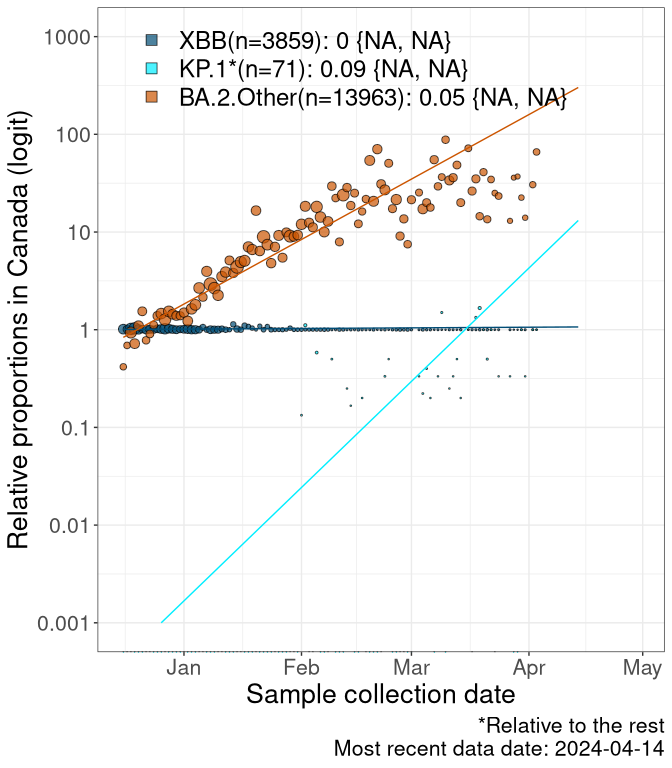 XBB(n=3859): 0 {NA, NA}
KP.1*(n=71): 0.09 {NA, NA}
BA.2.Other(n=13963): 0.05 {NA, NA}
Relative proportions in Canada (logit)
1000
100
10
1
0.1
0.01
0.001
Jan Feb Mar Apr May
Sample collection date
*Relative to the rest
Most recent data date: 2024-04-14